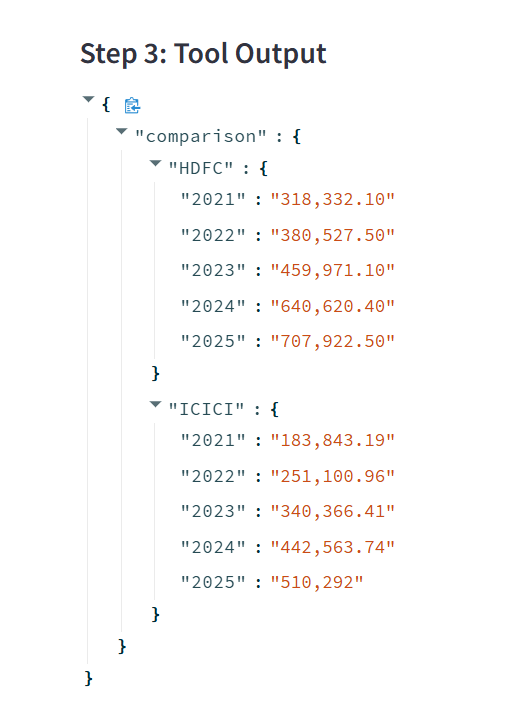 Step 3: Tool Output
{
"comparison" : {
"HDFC" : {
"2021" : "318,332.10"
"2022" : "380,527.50"
"2023" : "459,971.10"
"2024" : "640,620.40"
"2025" : "707,922.50"
}
"ICICI" : {
"2021" : "183,843.19"
"2022" : "251,100.96"
"2023" : "340,366.41"
"2024" : "442,563.74"
"2025" : "510,292"
}
}
}